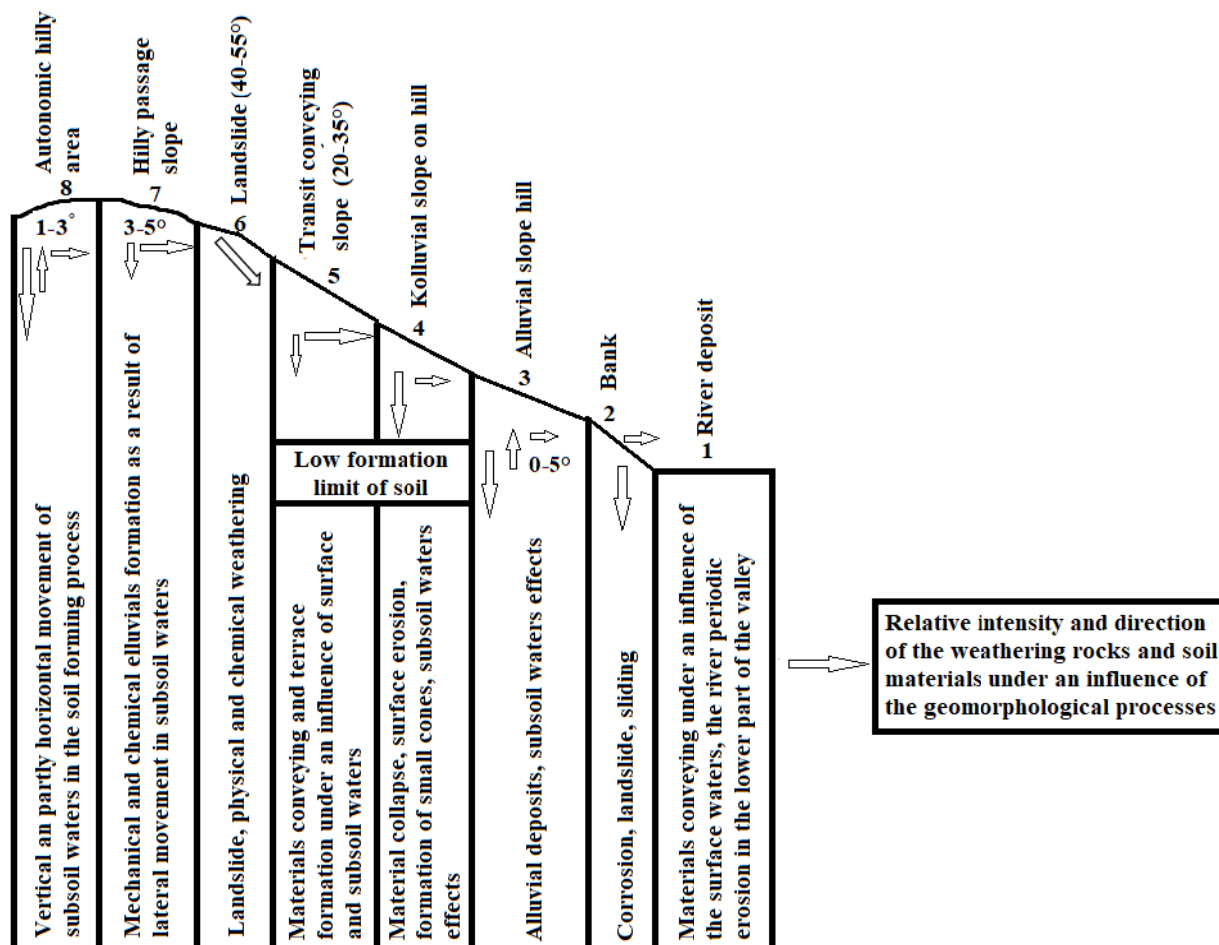 Autonomic hilly
area
8
1-3°
Vertical an partly horizontal movement of
subsoil waters in the soil forming process
Hilly passage
slope
7
3-5°
Mechanical and chemical eluvials formation as a result of
lateral movement in subsoil waters
Landslide (40-55°)
6
Landslide, physical and chemical weathering
Transit conveying
slope (20-35°)
5
Materials conveying and terrace
formation under an influence of surface
and subsoil waters
Kolluvial slope on hill
4
Low formation
limit of soil
Material collapse, surface erosion,
formation of small cones, subsoil waters
effects
Alluvial slope hill
3
0-5°
Alluvial deposits, subsoil waters effects
Bank
2
Corrosion, landslide, sliding
River deposit
1
Materials conveying under an influence of
the surface waters, the river periodic
erosion in the lower part of the valley
Relative intensity and direction
of the weathering rocks and soil
materials under an influence of
the geomorphological processes